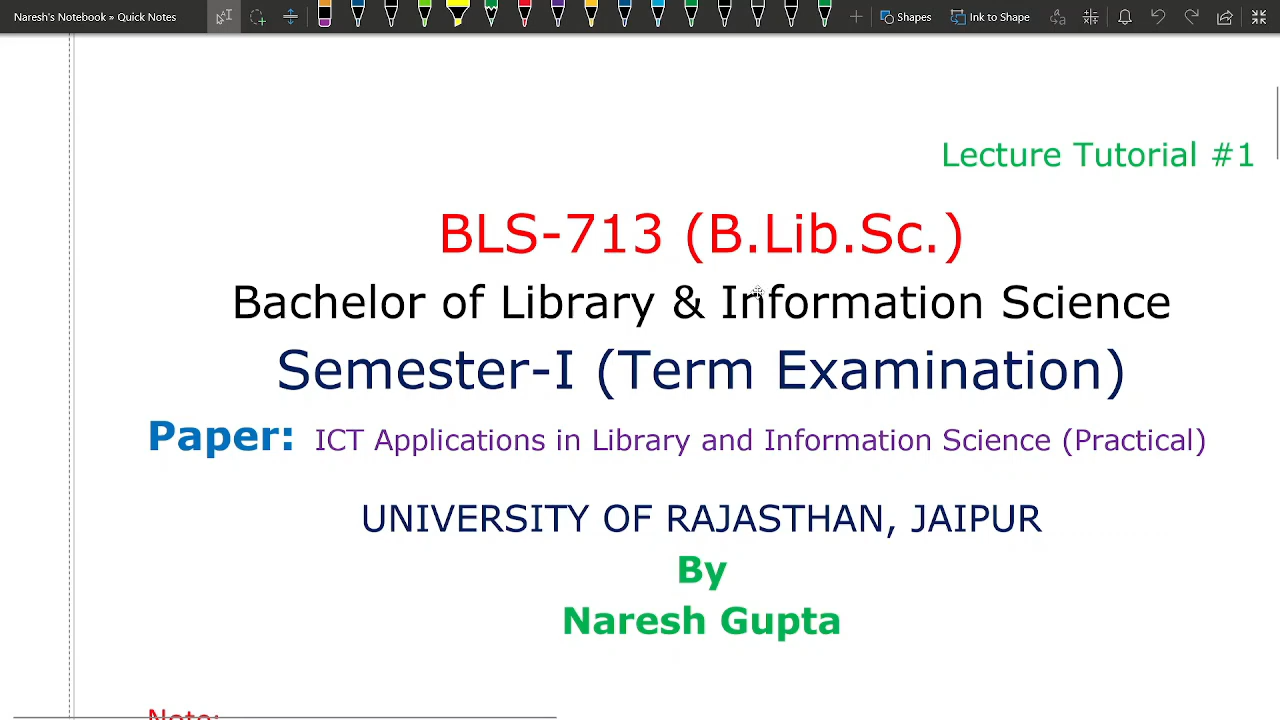 Naresh's Notebook » Quick Notes
Shapes
Ink to Shape
Lecture Tutorial #1
BLS-713 (B.Lib.Sc.)
Bachelor of Library & Information Science
Semester-I (Term Examination)
Paper: ICT Applications in Library and Information Science (Practical)
UNIVERSITY OF RAJASTHAN, JAIPUR
By
Naresh Gupta
Note: